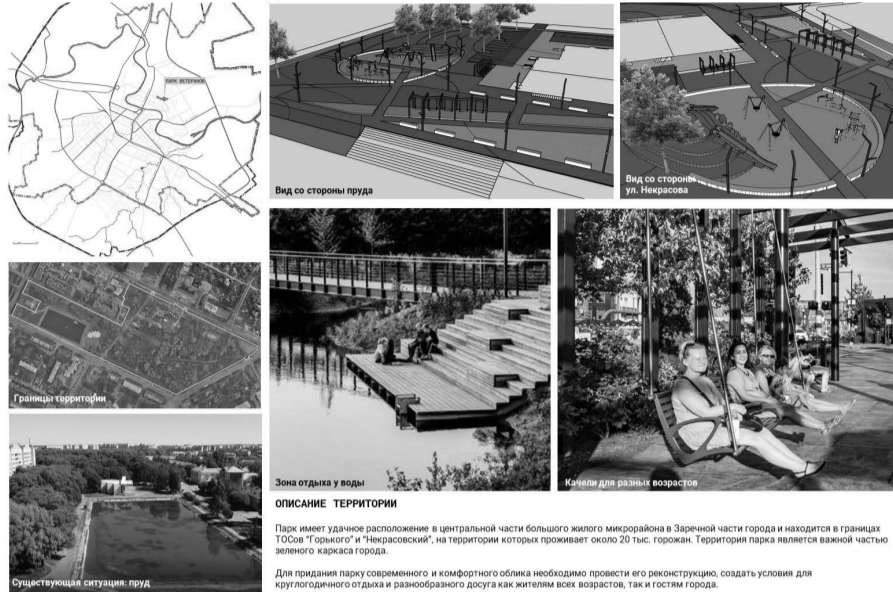 ПАРК ВЕТЕРАНОВ
Вид со стороны пруда
Вид со стороны
ул. Некрасова
Границы территории
Зона отдыха у воды
Качели для разных возрастов
Существующая ситуация: пруд
ОПИСАНИЕ ТЕРРИТОРИИ
Парк имеет удачное расположение в центральной части большого жилого микрорайона в Заречной части города и находится в границах
ТОСов "Горького" и "Некрасовский", на территории которых проживает около 20 тыс. горожан. Территория парка является важной частью
зеленого каркаса города.
Для придания парку современного и комфортного облика необходимо провести его реконструкцию, создать условия для
круглогодичного отдыха и разнообразного досуга как жителям всех возрастов, так и гостям города.